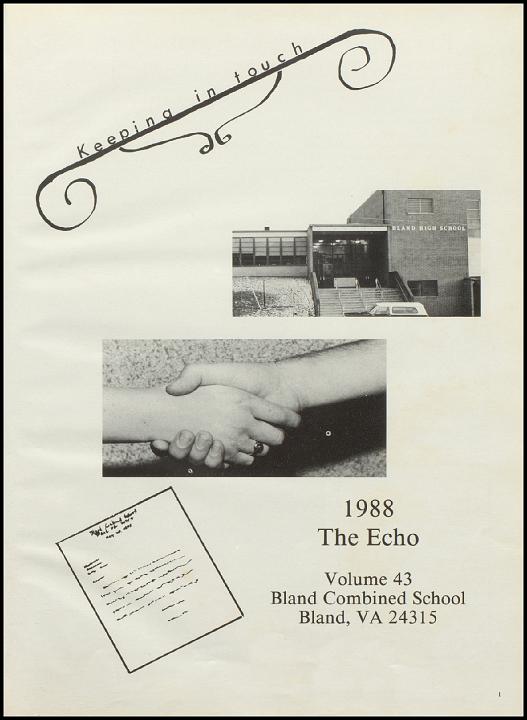 Keeping in touch
BLAND HIGH SCHOOL
1988
The Echo
Volume 43
Bland Combined School
Bland, VA 24315
1